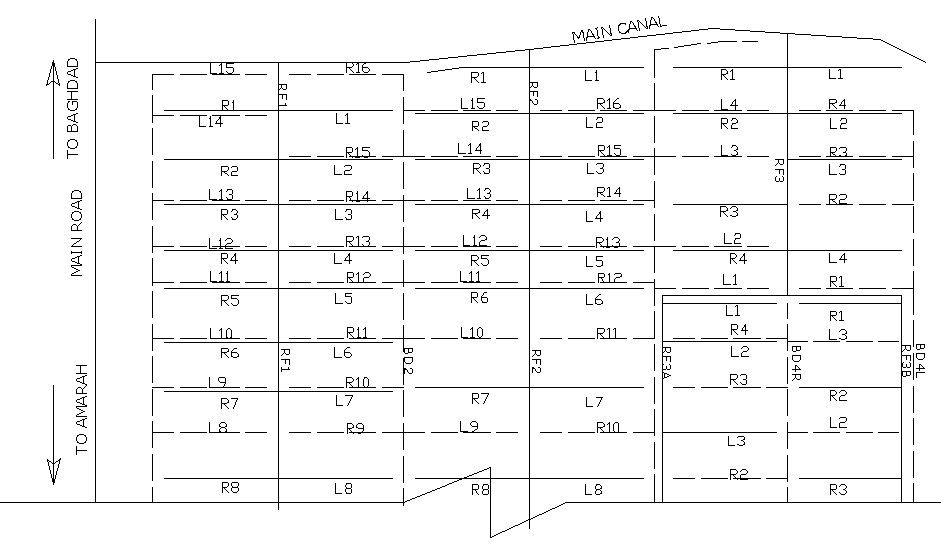 MAIN CANAL
L15 R16 R1 L1 R1 L1
TO BAGHDAD
RF1
RF2
R1 L15 R16 L4 R4
L14 L1 R2 L2 R2 L2
R15 L14 R15 L3 R3
R2 L2 R3 L3 RF3 L3
L13 R14 L13 R14 R2
R3 L3 R4 L4 R3
MAIN ROAD
L12 R13 L12 R13 L2
R4 L4 R5 L5 R4 L4
L11 R12 L11 R12 L1 R1
R5 L5 R6 L6 L1 R1
L10 R11 L10 R11 R4 L3
R6 RF1 L6 BD2 RF2 RF3A L2 BD4R RF3B BD4L
L9 R10 R3
TO AMARAH
R7 L7 R7 L7 R2
L8 R9 L9 R10 L2
L3
R2
R8 L8 R8 L8 R3